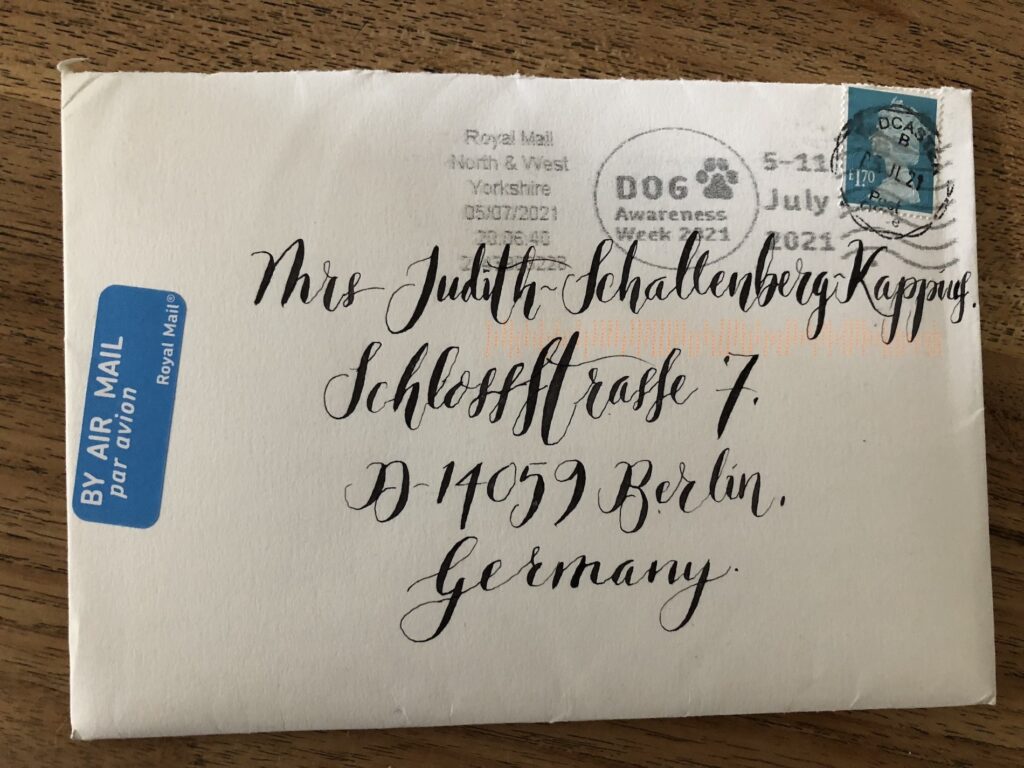 Royal Mail
North & West
Yorkshire
05/07/2021
DOG
Awareness
Week 2021
5-11
July
2021
£1.70
Mrs Judith-Schallenberg-Kappus.
Schlossstrasse 7.
D-14059 Berlin.
Germany.
BY AIR MAIL
par avion
Royal Mail®